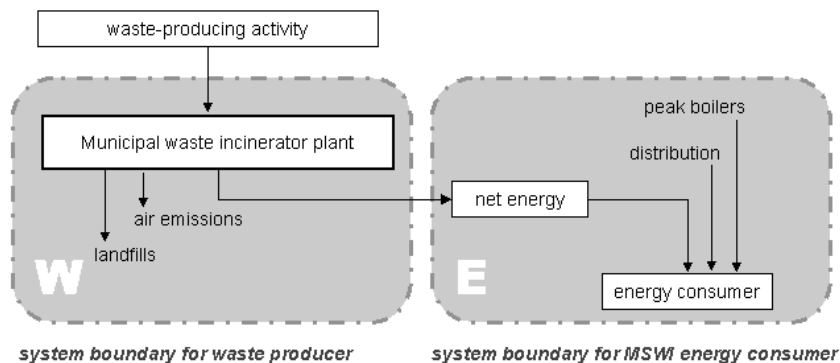 waste-producing activity
Municipal waste incinerator plant
air emissions
landfills
W
peak boilers
distribution
net energy
energy consumer
E
system boundary for waste producer
system boundary for MSWI energy consumer